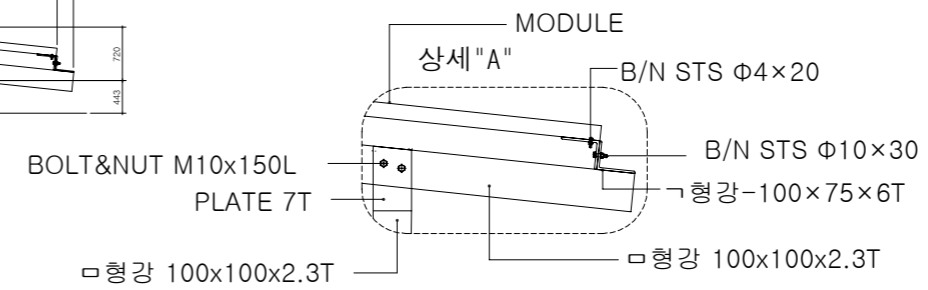 MODULE
720
상세"A"
B/N STS Φ4×20
443
B/N STS Φ10×30
BOLT&NUT M10x150L
ㄱ형강-100×75×6T
PLATE 7T
ㅁ형강 100x100x2.3T
ㅁ형강 100x100x2.3T